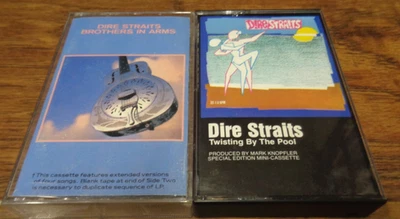 DIRE STRAITS
BROTHERS IN ARMS
This cassette features extended versions
of four songs. Blank tape at end of Side Two
is necessary to duplicate sequence of LP.
DIRE STRAITS
Dire Straits
Twisting By The Pool
PRODUCED BY MARK KNOPFLER
SPECIAL EDITION MINI-CASSETTE